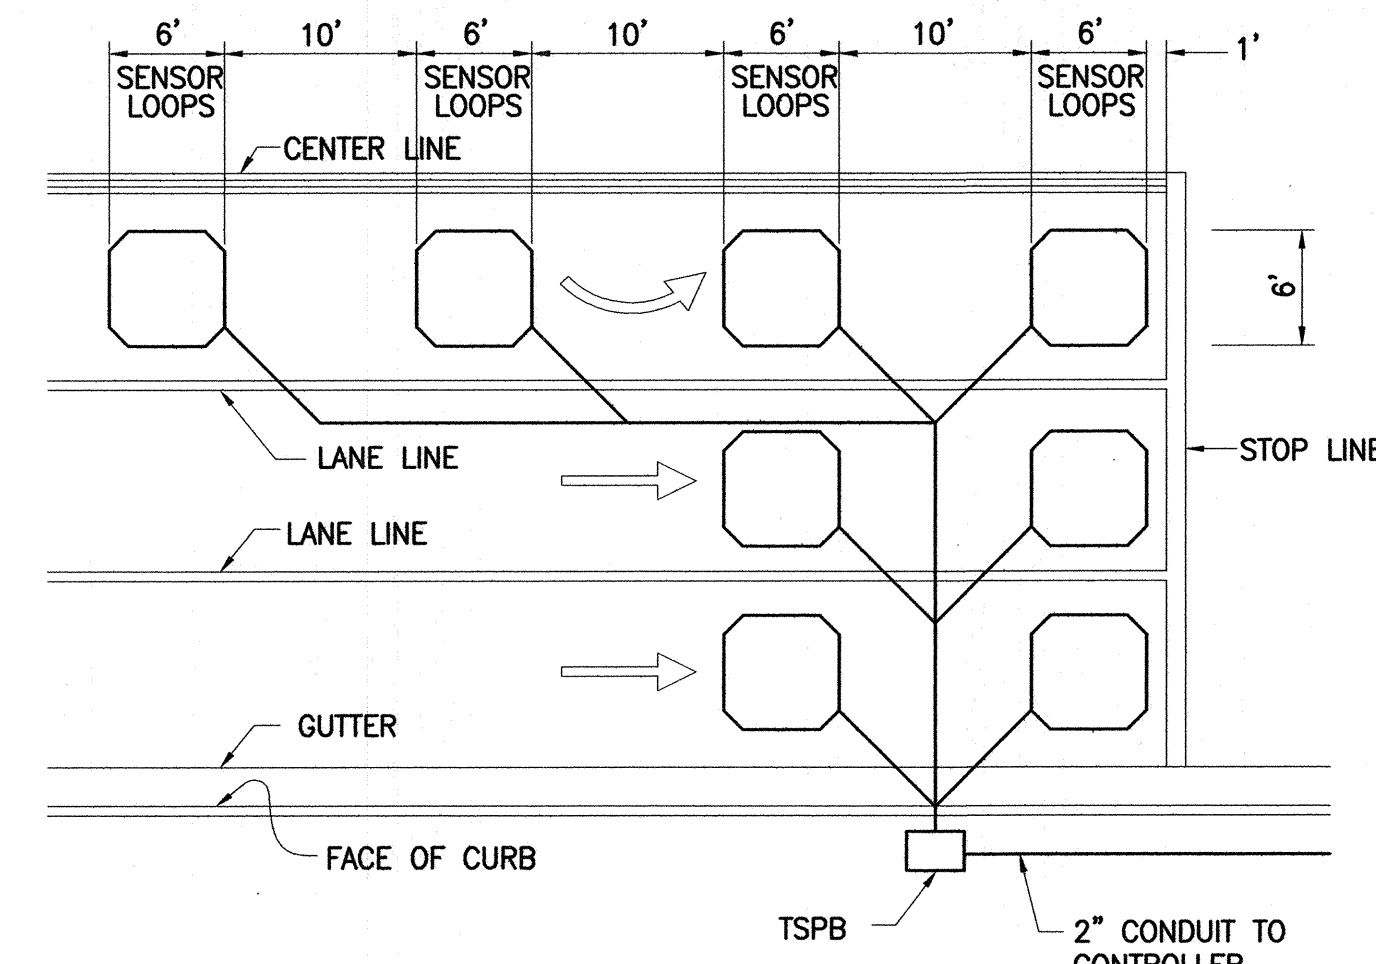 6' 10' 6' 10' 6' 10' 6' 1'
SENSOR SENSOR SENSOR SENSOR
LOOPS LOOPS LOOPS LOOPS
CENTER LINE
6'
STOP LINE
LANE LINE
LANE LINE
GUTTER
FACE OF CURB
TSPB
2" CONDUIT TO
CONTROLLER